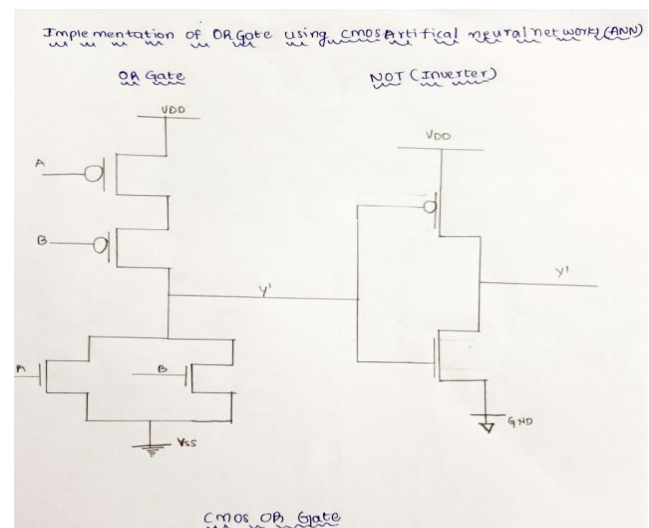 Implementation of OR Gate using CMOS Artifical neural network (ANN)
OR Gate
NOT (Inverter)
VDD
VDD
A
B
Y'
Y'
A
B
VSS
GND
CMOS OR Gate